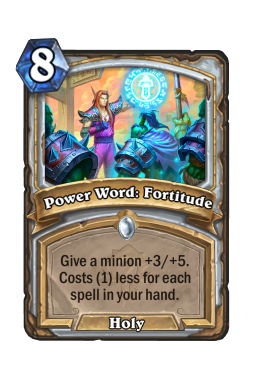 8
Power Word: Fortitude
Give a minion +3/+5.
Costs (1) less for each
spell in your hand.
Holy